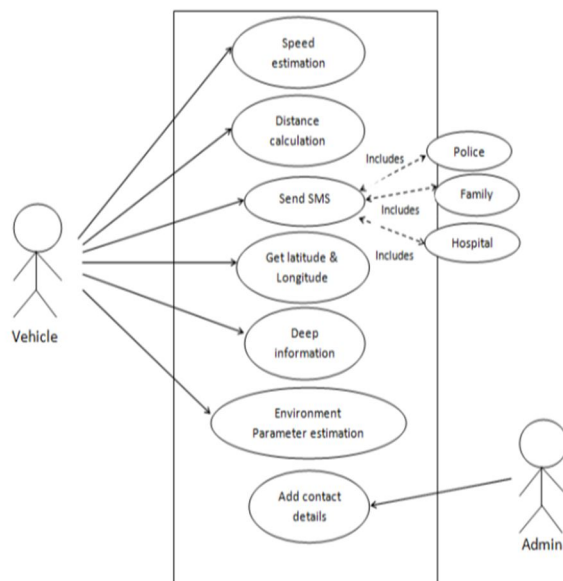 Speed
estimation
Distance
calculation
Includes
Police
Send SMS
Family
Includes
Hospital
Includes
Get latitude &
Longitude
Vehicle
Deep
information
Environment
Parameter estimation
Add contact
details
Admin